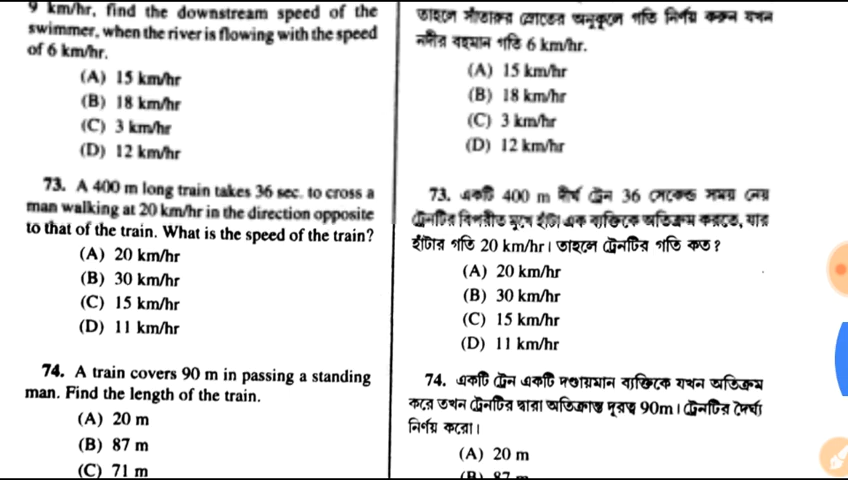 9 km/hr, find the downstream speed of the
swimmer, when the river is flowing with the speed
of 6 km/hr.
(A) 15 km/hr
(B) 18 km/hr
(C) 3 km/hr
(D) 12 km/hr
73. A 400 m long train takes 36 sec. to cross a
man walking at 20 km/hr in the direction opposite
to that of the train. What is the speed of the train?
(A) 20 km/hr
(B) 30 km/hr
(C) 15 km/hr
(D) 11 km/hr
74. A train covers 90 m in passing a standing
man. Find the length of the train.
(A) 20 m
(B) 87 m
(C) 71 m
তাহলে সাঁতারুর স্রোতের অনুকূলে গতি নির্ণয় করুন যখন
নদীর বহমান গতি 6 km/hr.
(A) 15 km/hr
(B) 18 km/hr
(C) 3 km/hr
(D) 12 km/hr
73. একটি 400 m দীর্ঘ ট্রেন 36 সেকেন্ড সময় নেয়
ট্রেনটির বিপরীত মুখে হাঁটা এক ব্যক্তিকে অতিক্রম করতে, যার
হাঁটার গতি 20 km/hr। তাহলে ট্রেনটির গতি কত?
(A) 20 km/hr
(B) 30 km/hr
(C) 15 km/hr
(D) 11 km/hr
74. একটি ট্রেন একটি দণ্ডায়মান ব্যক্তিকে যখন অতিক্রম
করে তখন ট্রেনটির দ্বারা অতিক্রান্ত দূরত্ব 90m। ট্রেনটির দৈর্ঘ্য
নির্ণয় করো।
(A) 20 m
(B) 87 m